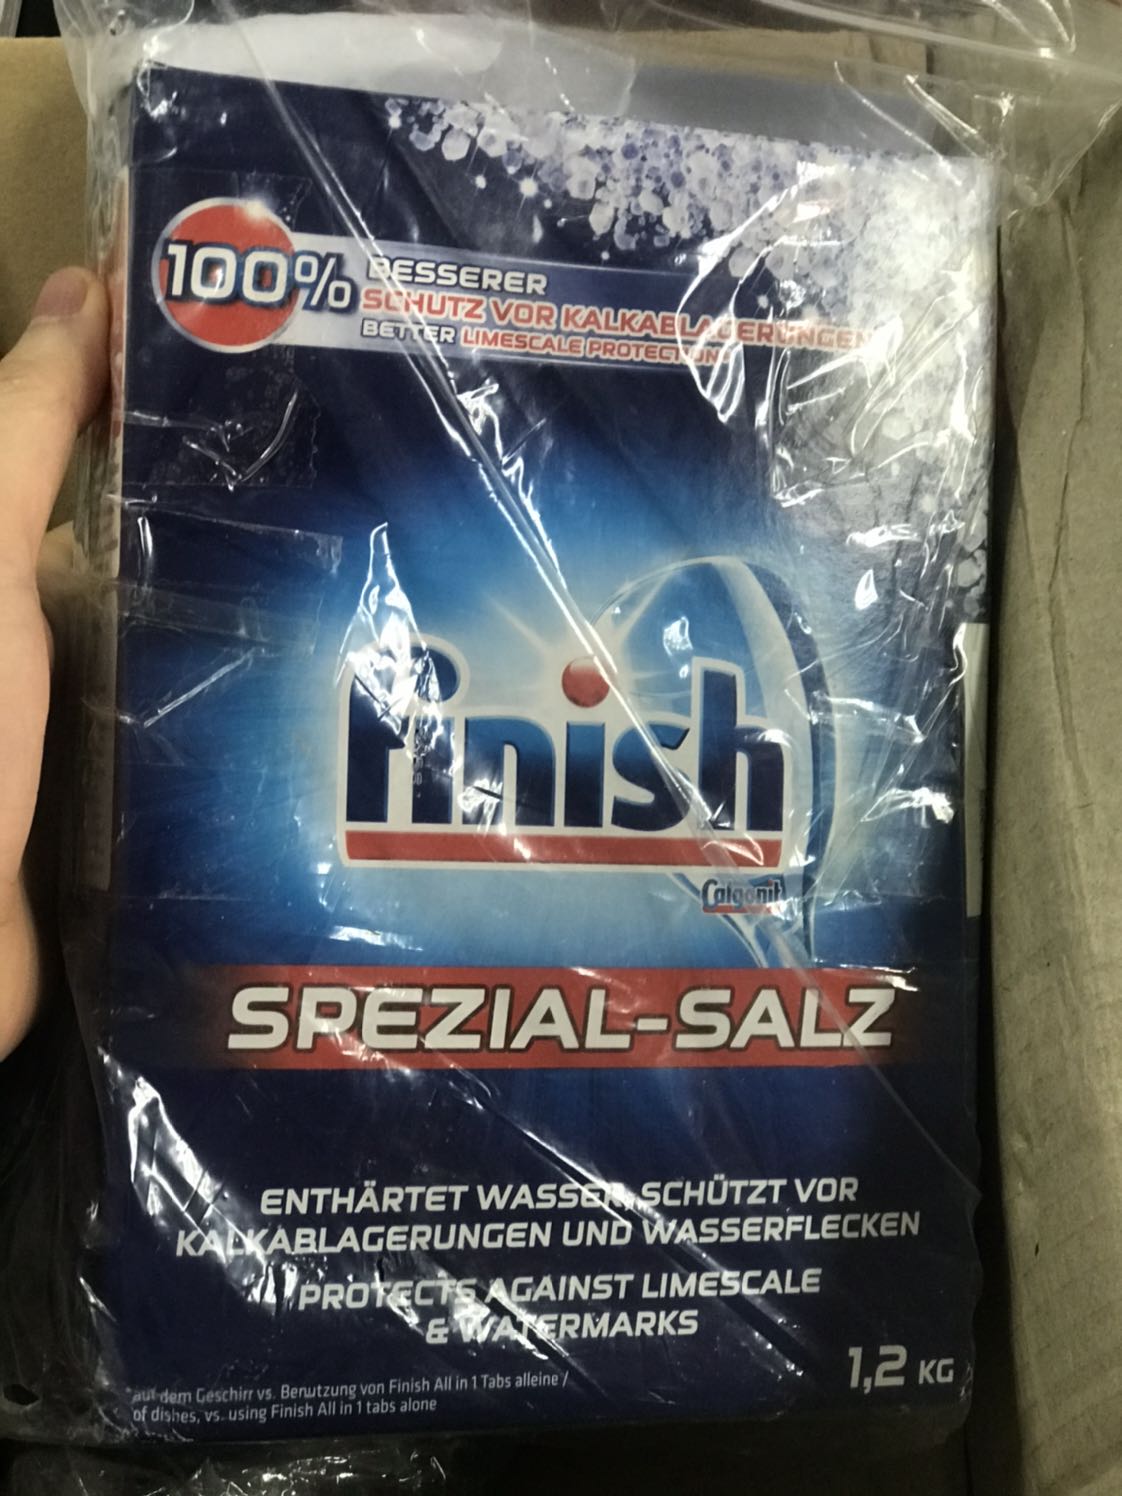 100% BESSERER
SCHUTZ VOR KALKABLAGERUNGEN
BETTER LIMESCALE PROTECTION
finish
Calgonit
SPEZIAL-SALZ
ENTHÄRTET WASSER, SCHÜTZT VOR
KALKABLAGERUNGEN UND WASSERFLECKEN
PROTECTS AGAINST LIMESCALE
& WATERMARKS
1,2 KG
*auf dem Geschirr vs. Benutzung von Finish All in 1 Tabs alleine /
of dishes, vs. using Finish All in 1 tabs alone